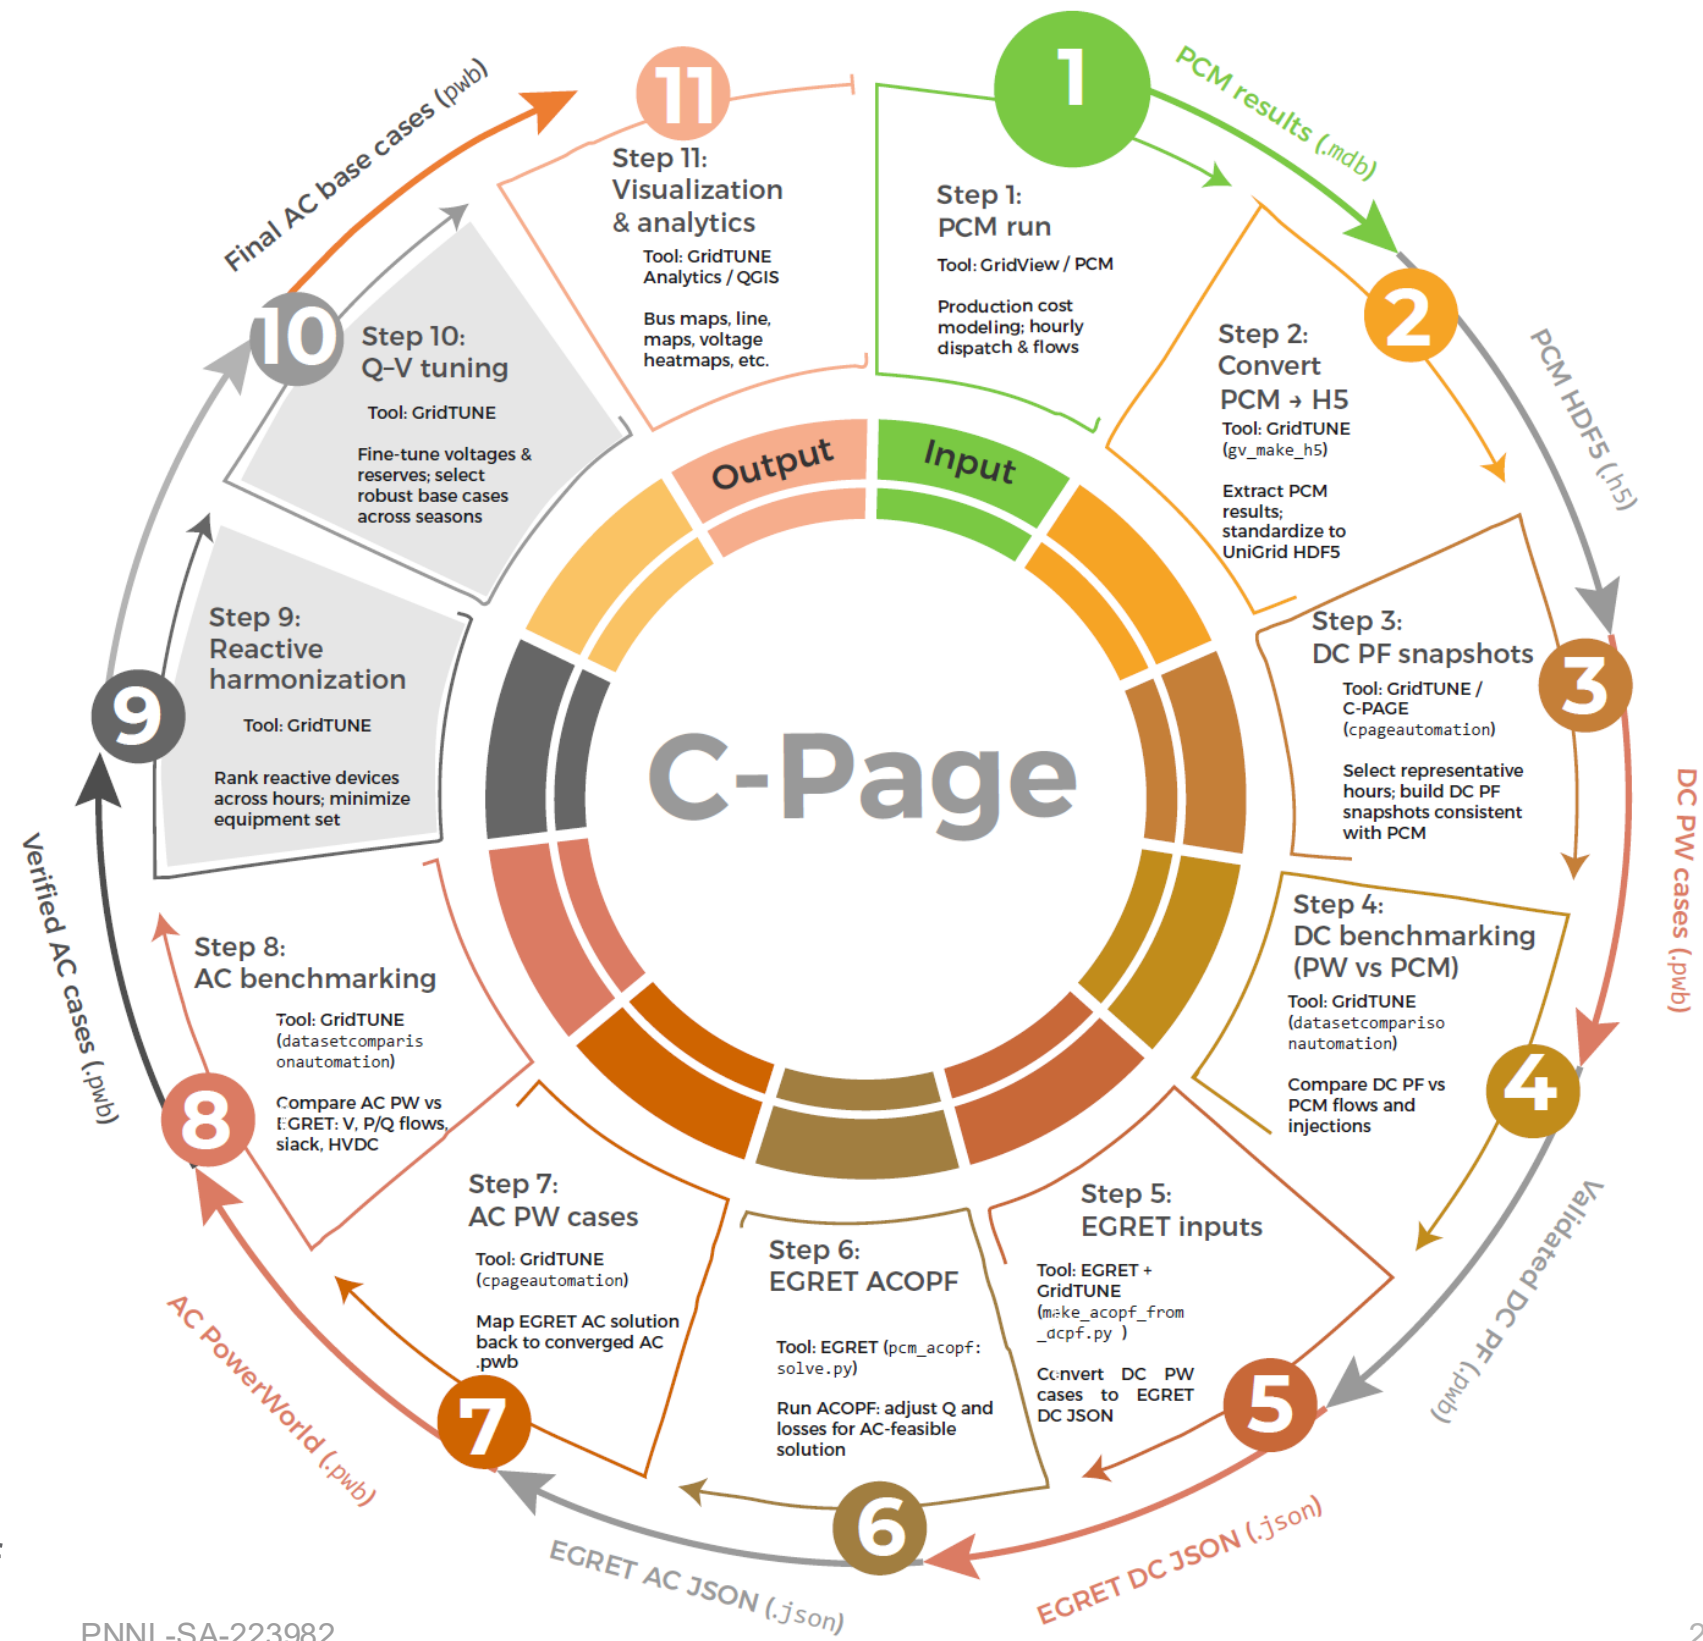 C-Page
Input
Output
1
Step 1:
PCM run
Tool: GridView / PCM
Production cost
modeling; hourly
dispatch & flows
PCM results (.mdb)
2
Step 2:
Convert
PCM → H5
Tool: GridTUNE
(gv_make_h5)
Extract PCM
results;
standardize to
UniGrid HDF5
PCM HDF5 (.h5)
3
Step 3:
DC PF snapshots
Tool: GridTUNE /
C-PAGE
(cpageautomation)
Select representative
hours; build DC PF
snapshots consistent
with PCM
DC PW cases (.pwb)
4
Step 4:
DC benchmarking
(PW vs PCM)
Tool: GridTUNE
(datasetcompariso
nautomation)
Compare DC PF vs
PCM flows and
injections
Validated DC PF (.pwb)
5
Step 5:
EGRET inputs
Tool: EGRET +
GridTUNE
(make_acopf_from
_dcpf.py )
Convert DC PW
cases to EGRET
DC JSON
EGRET DC JSON (.json)
6
Step 6:
EGRET ACOPF
Tool: EGRET (pcm_acopf:
solve.py)
Run ACOPF: adjust Q and
losses for AC-feasible
solution
EGRET AC JSON (.json)
7
Step 7:
AC PW cases
Tool: GridTUNE
(cpageautomation)
Map EGRET AC solution
back to converged AC
.pwb
AC PowerWorld (.pwb)
8
Step 8:
AC benchmarking
Tool: GridTUNE
(datasetcomparis
onautomation)
Compare AC PW vs
EGRET: V, P/Q flows,
slack, HVDC
Verified AC cases (.pwb)
9
Step 9:
Reactive
harmonization
Tool: GridTUNE
Rank reactive devices
across hours; minimize
equipment set
10
Step 10:
Q-V tuning
Tool: GridTUNE
Fine-tune voltages &
reserves; select
robust base cases
across seasons
Final AC base cases (pwb)
11
Step 11:
Visualization
& analytics
Tool: GridTUNE
Analytics / QGIS
Bus maps, line,
maps, voltage
heatmaps, etc.
PNNL-SA-223982
2